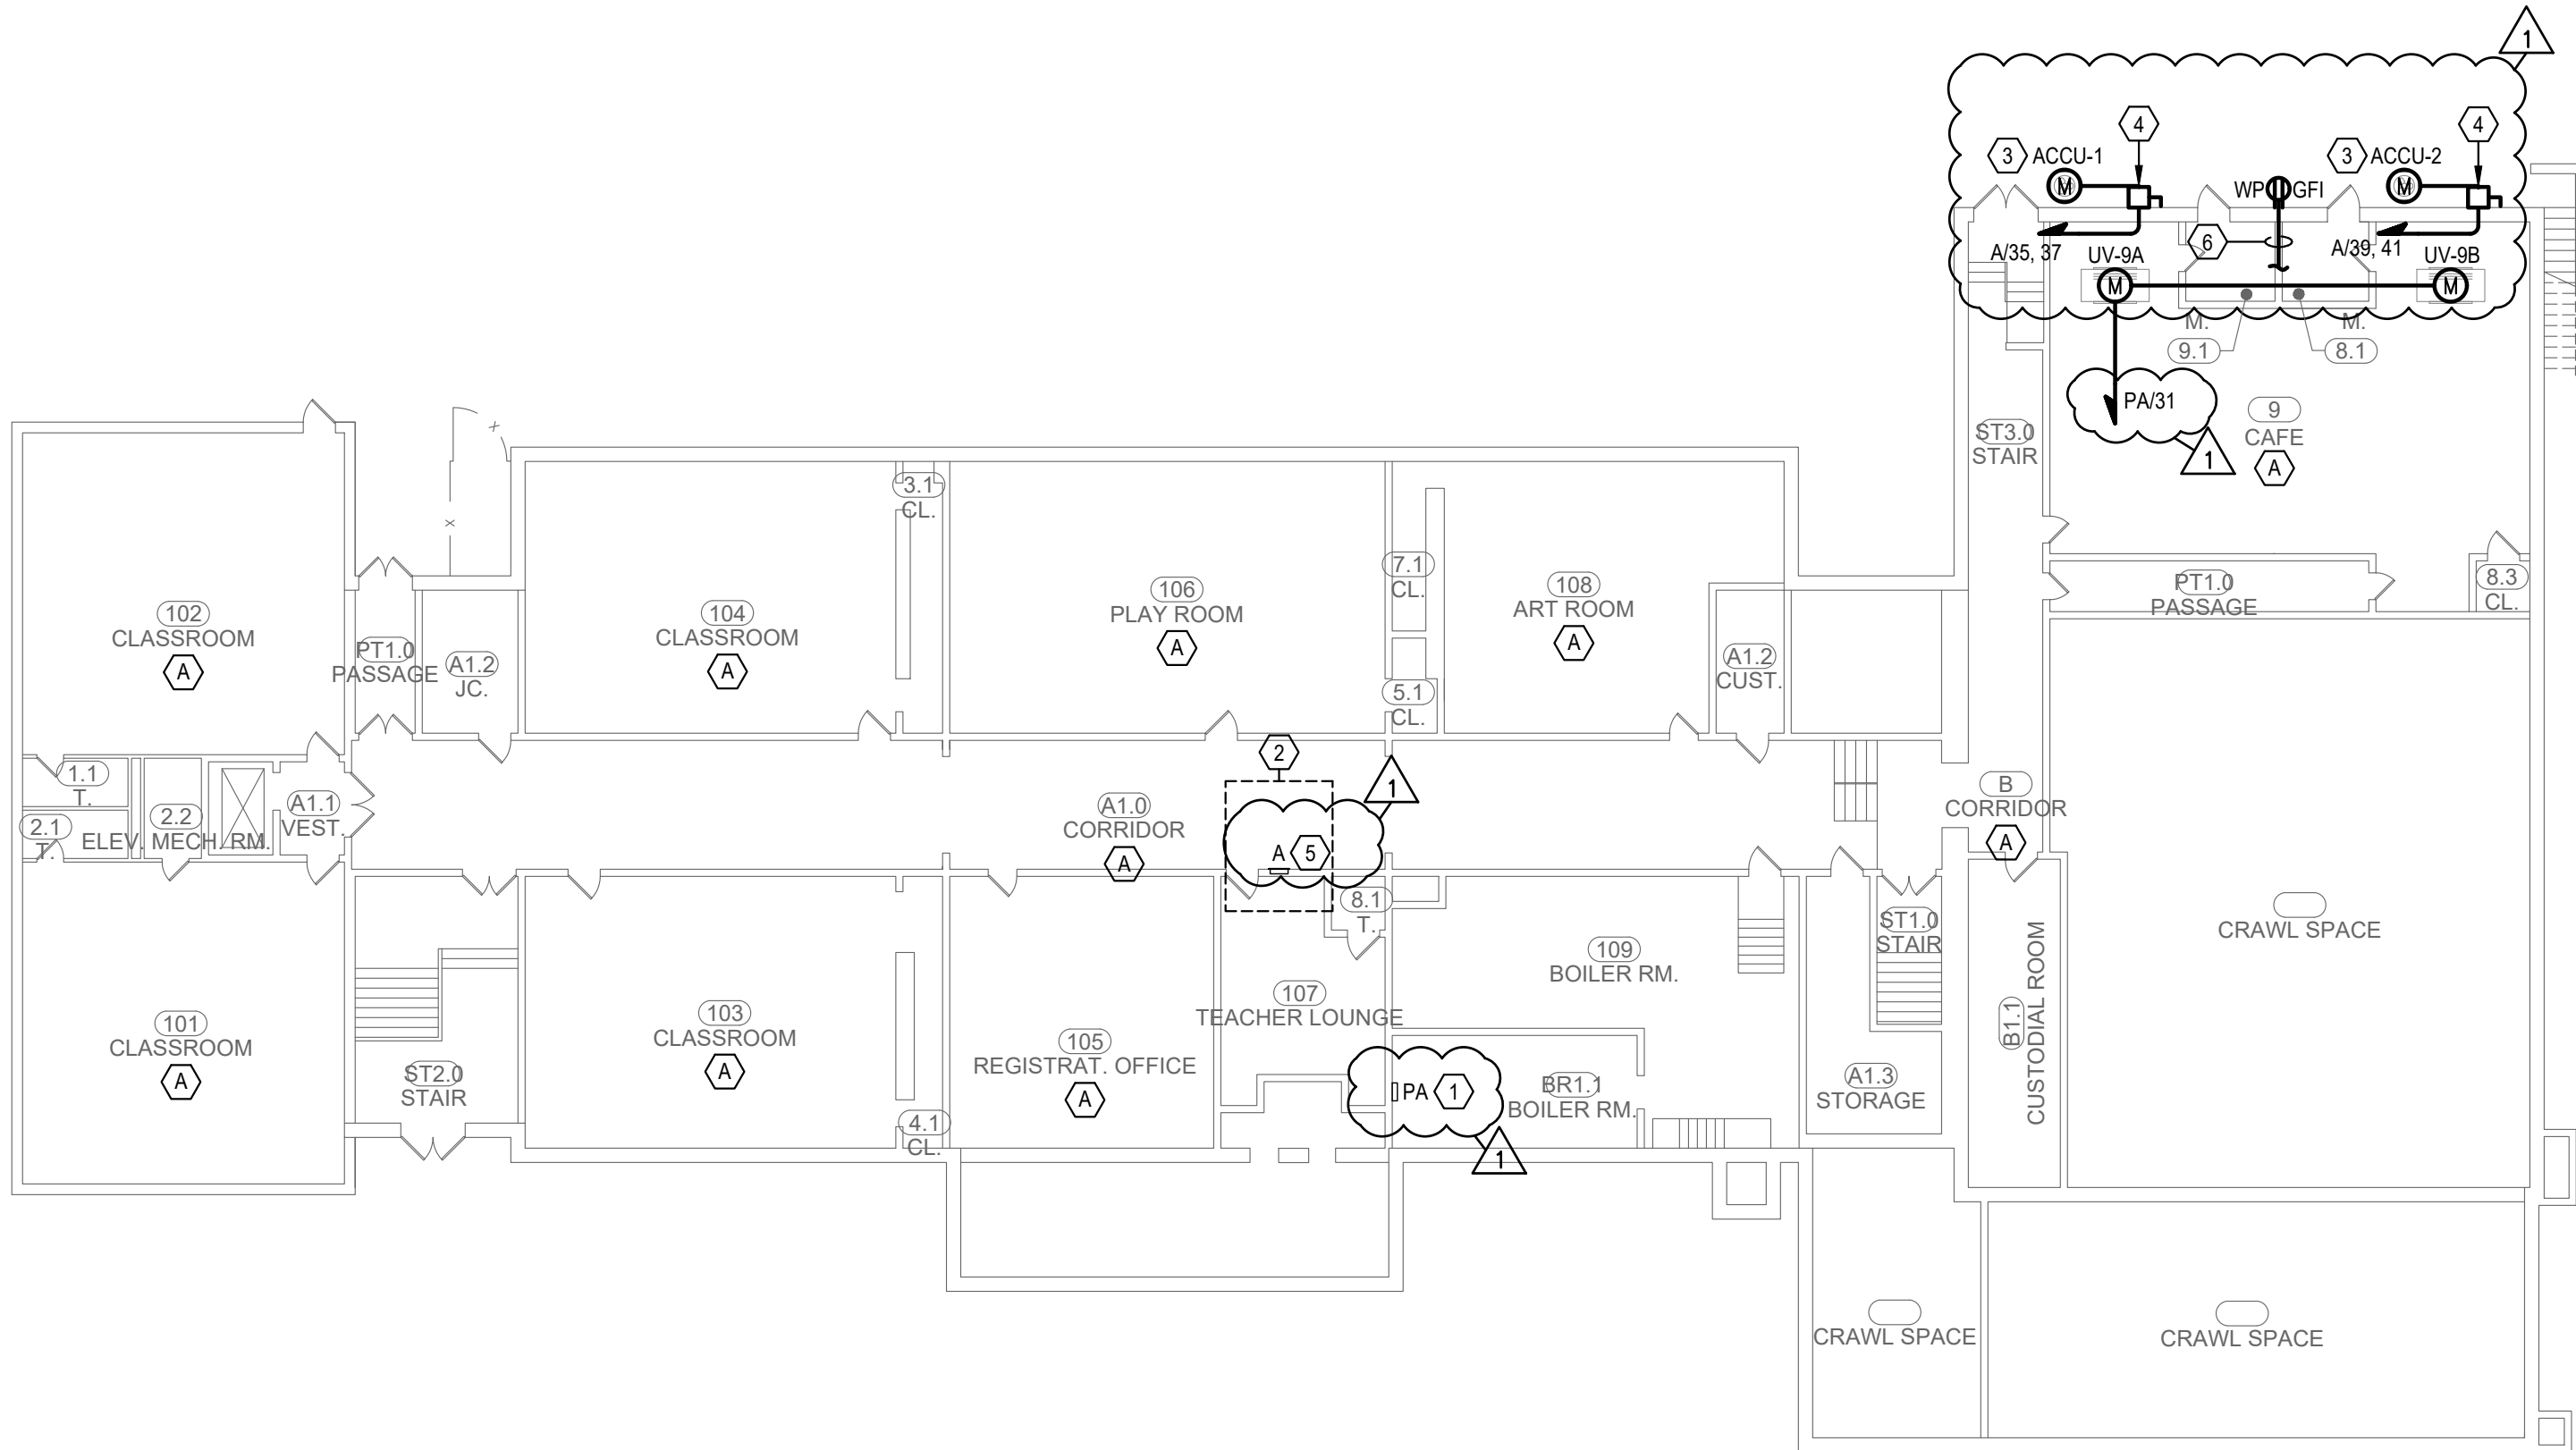 1
4
4
3 ACCU-1
3 ACCU-2
WP GFI
6
A/35, 37
A/39, 41
UV-9A
UV-9B
M
M
M
M
M.
M.
9.1
8.1
PA/31
1
9
CAFE
A
ST3.0
STAIR
3.1
CL.
7.1
CL.
PT1.0
PASSAGE
8.3
CL.
102
CLASSROOM
A
104
CLASSROOM
A
106
PLAY ROOM
A
108
ART ROOM
A
PT1.0
PASSAGE
A1.2
JC.
A1.2
CUST.
5.1
CL.
2
1
1.1
T.
2.1
T.
2.2
ELEV. MECH. RM.
A1.1
VEST.
A1.0
CORRIDOR
A
A 5
B
CORRIDOR
A
8.1
T.
ST1.0
STAIR
CRAWL SPACE
109
BOILER RM.
107
TEACHER LOUNGE
101
CLASSROOM
A
103
CLASSROOM
A
105
REGISTRAT. OFFICE
A
B1.1
CUSTODIAL ROOM
ST2.0
STAIR
PA 1
BR1.1
BOILER RM.
A1.3
STORAGE
4.1
CL.
1
CRAWL SPACE
CRAWL SPACE
X
X